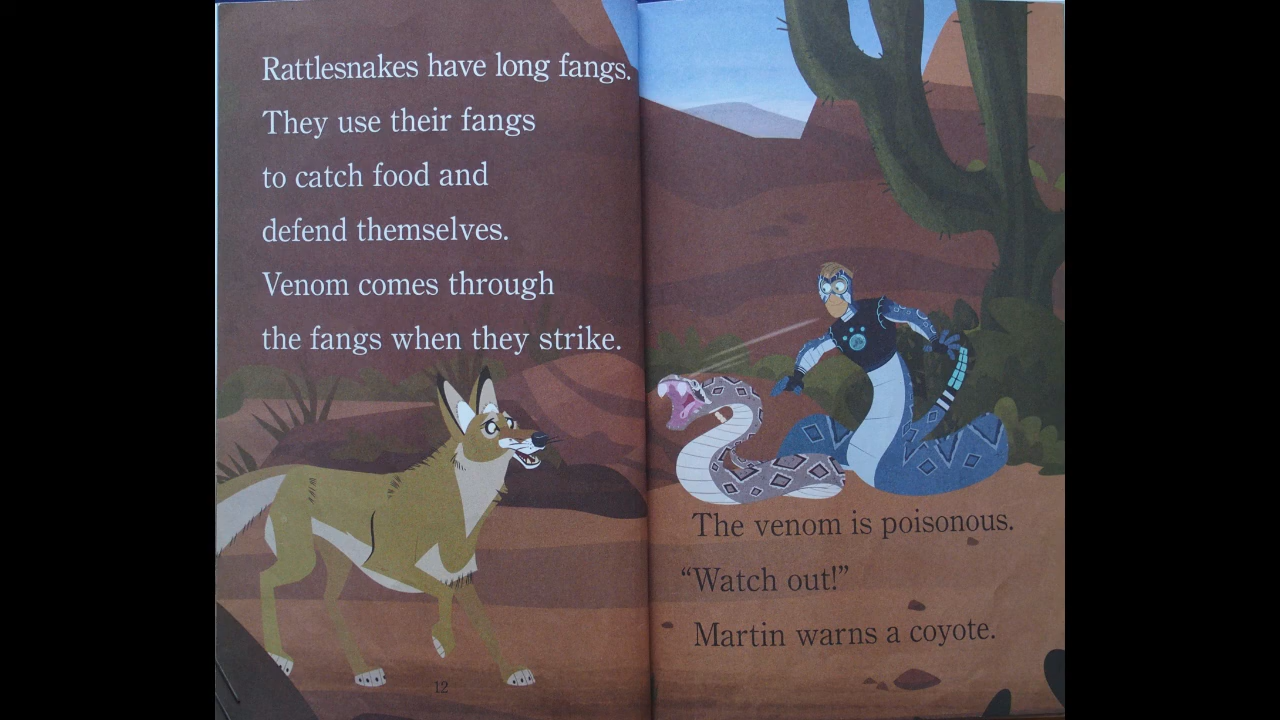 Rattlesnakes have long fangs.
They use their fangs
to catch food and
defend themselves.
Venom comes through
the fangs when they strike.
12
The venom is poisonous.
“Watch out!”
Martin warns a coyote.